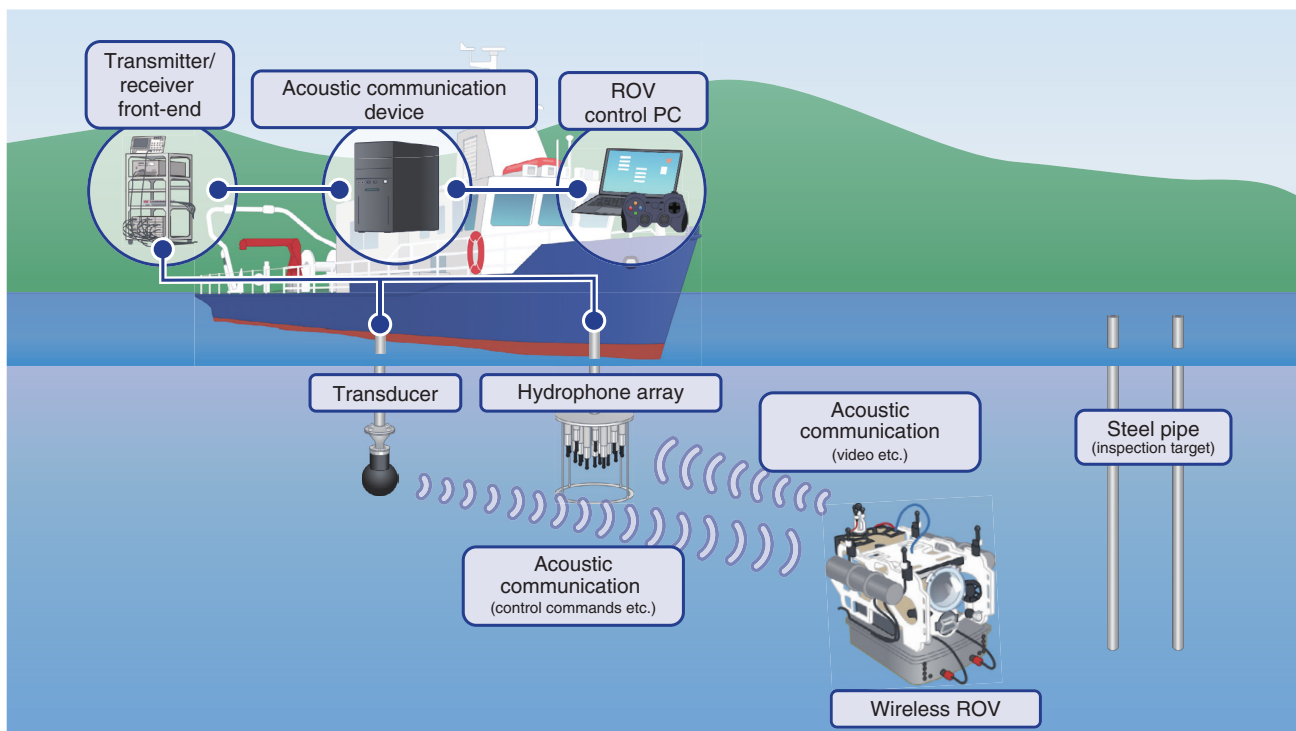 Transmitter/
receiver
front-end
Acoustic communication
device
ROV
control PC
Transducer
Hydrophone array
Acoustic
communication
(video etc.)
Steel pipe
(inspection target)
Acoustic
communication
(control commands etc.)
Wireless ROV